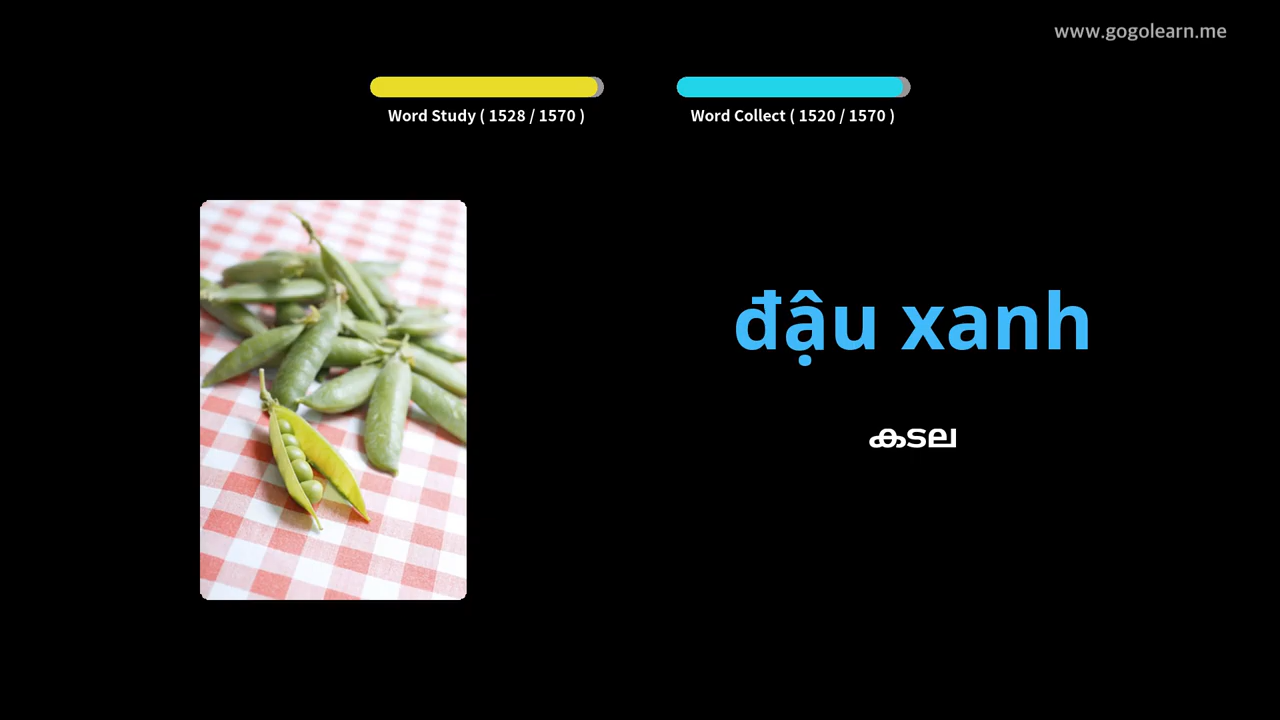 www.gogolearn.me
Word Study ( 1528 / 1570 )
Word Collect ( 1520 / 1570 )
đậu xanh
കടല